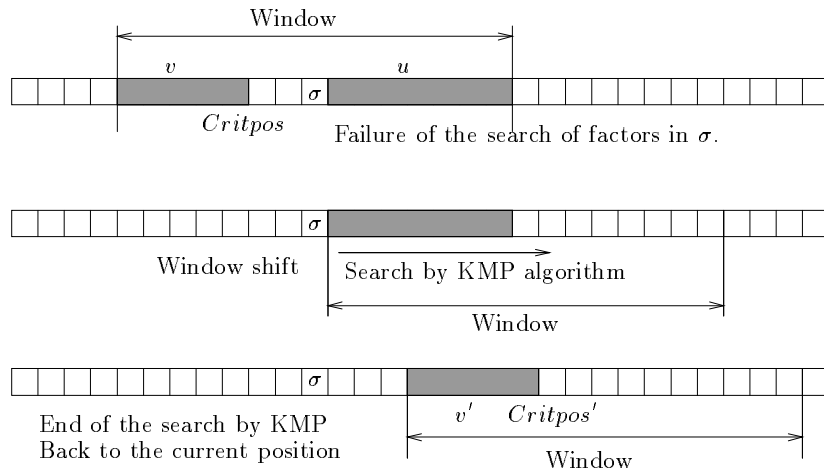 Window
v u
σ
Critpos
Failure of the search of factors in σ.
σ
Window shift
Search by KMP algorithm
Window
σ
v' Critpos'
End of the search by KMP
Back to the current position
Window